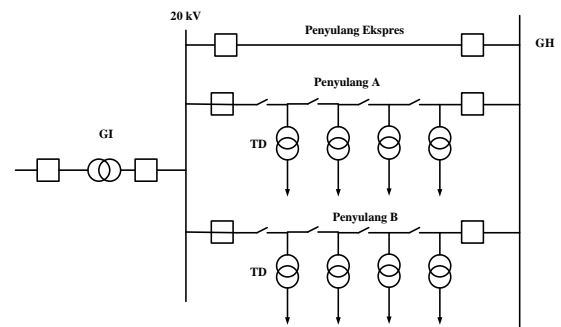 20 kV
Penyulang Ekspres
GH
Penyulang A
GI
TD
Penyulang B
TD